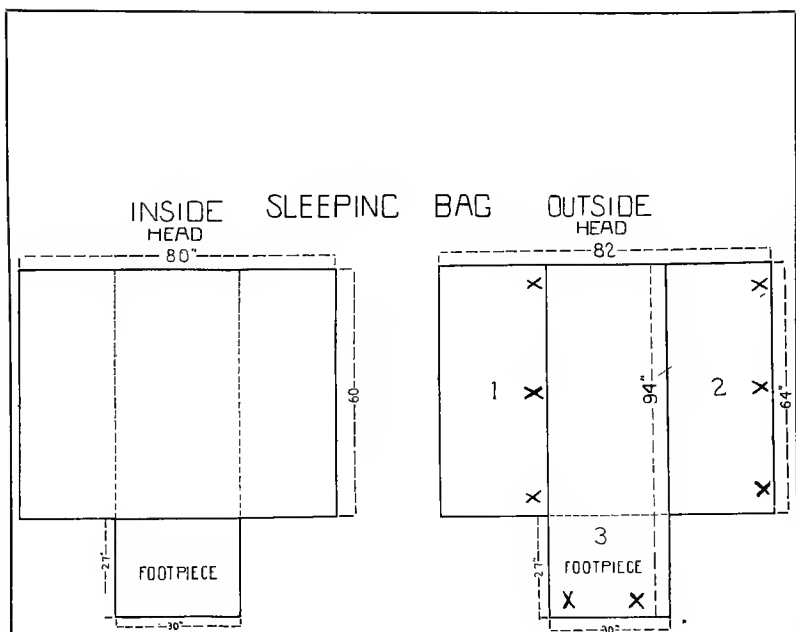 INSIDE SLEEPING BAG OUTSIDE
HEAD HEAD
80" 82
X X
60
1 X 94" 2 X 64"
X X
27" FOOTPIECE
30"
3
27" FOOTPIECE
X X
30"